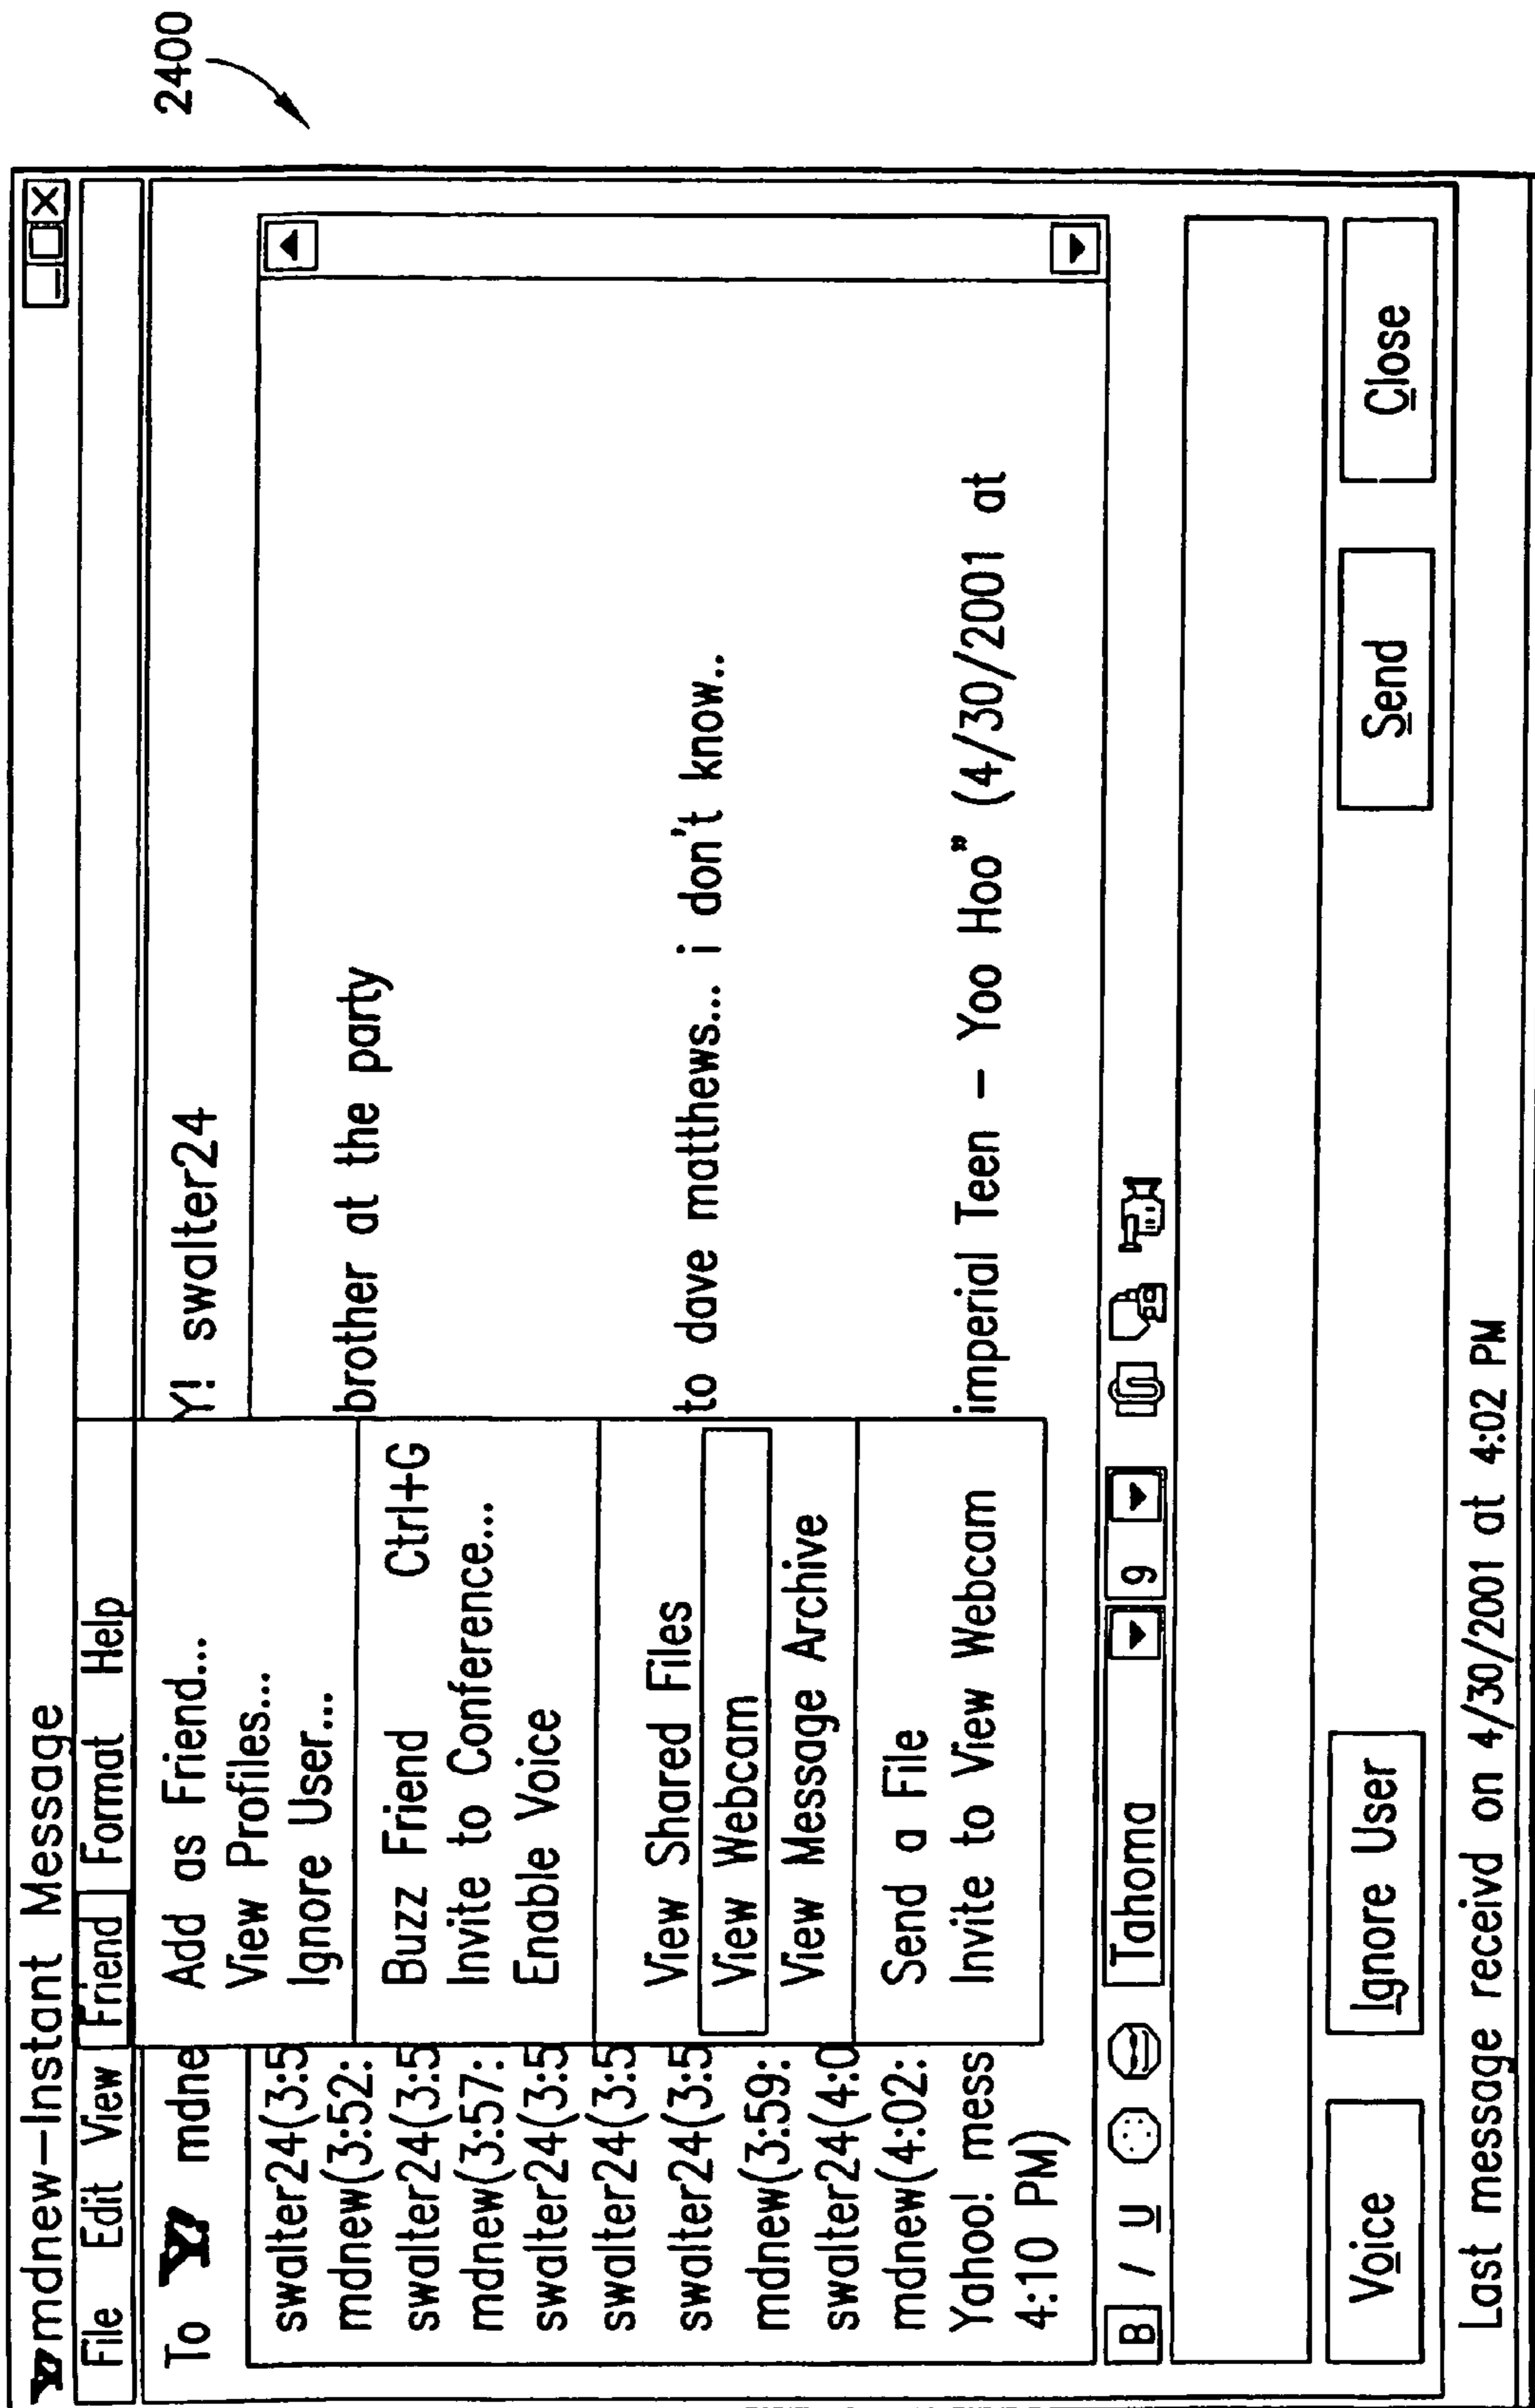 2400
mdnew-Instant Message
File Edit View Friend Format Help
To Y! mdne Y! swalter24
Add as Friend...
View Profiles...
Ignore User...
Buzz Friend Ctrl+G
Invite to Conference...
Enable Voice
View Shared Files
View Webcam
View Message Archive
Send a File
Invite to View Webcam
swalter24(3:5
mdnew(3:52: brother at the party
swalter24(3:5
mdnew(3:57:
swalter24(3:5
swalter24(3:5
swalter24(3:5 to dave matthews... i don't know..
mdnew(3:59:
swalter24(4:0
mdnew(4:02:
Yahoo! mess imperial Teen - Yoo Hoo" (4/30/2001 at
4:10 PM)
B / U Tahoma 9
Voice Ignore User Send Close
Last message receivd on 4/30/2001 at 4:02 PM